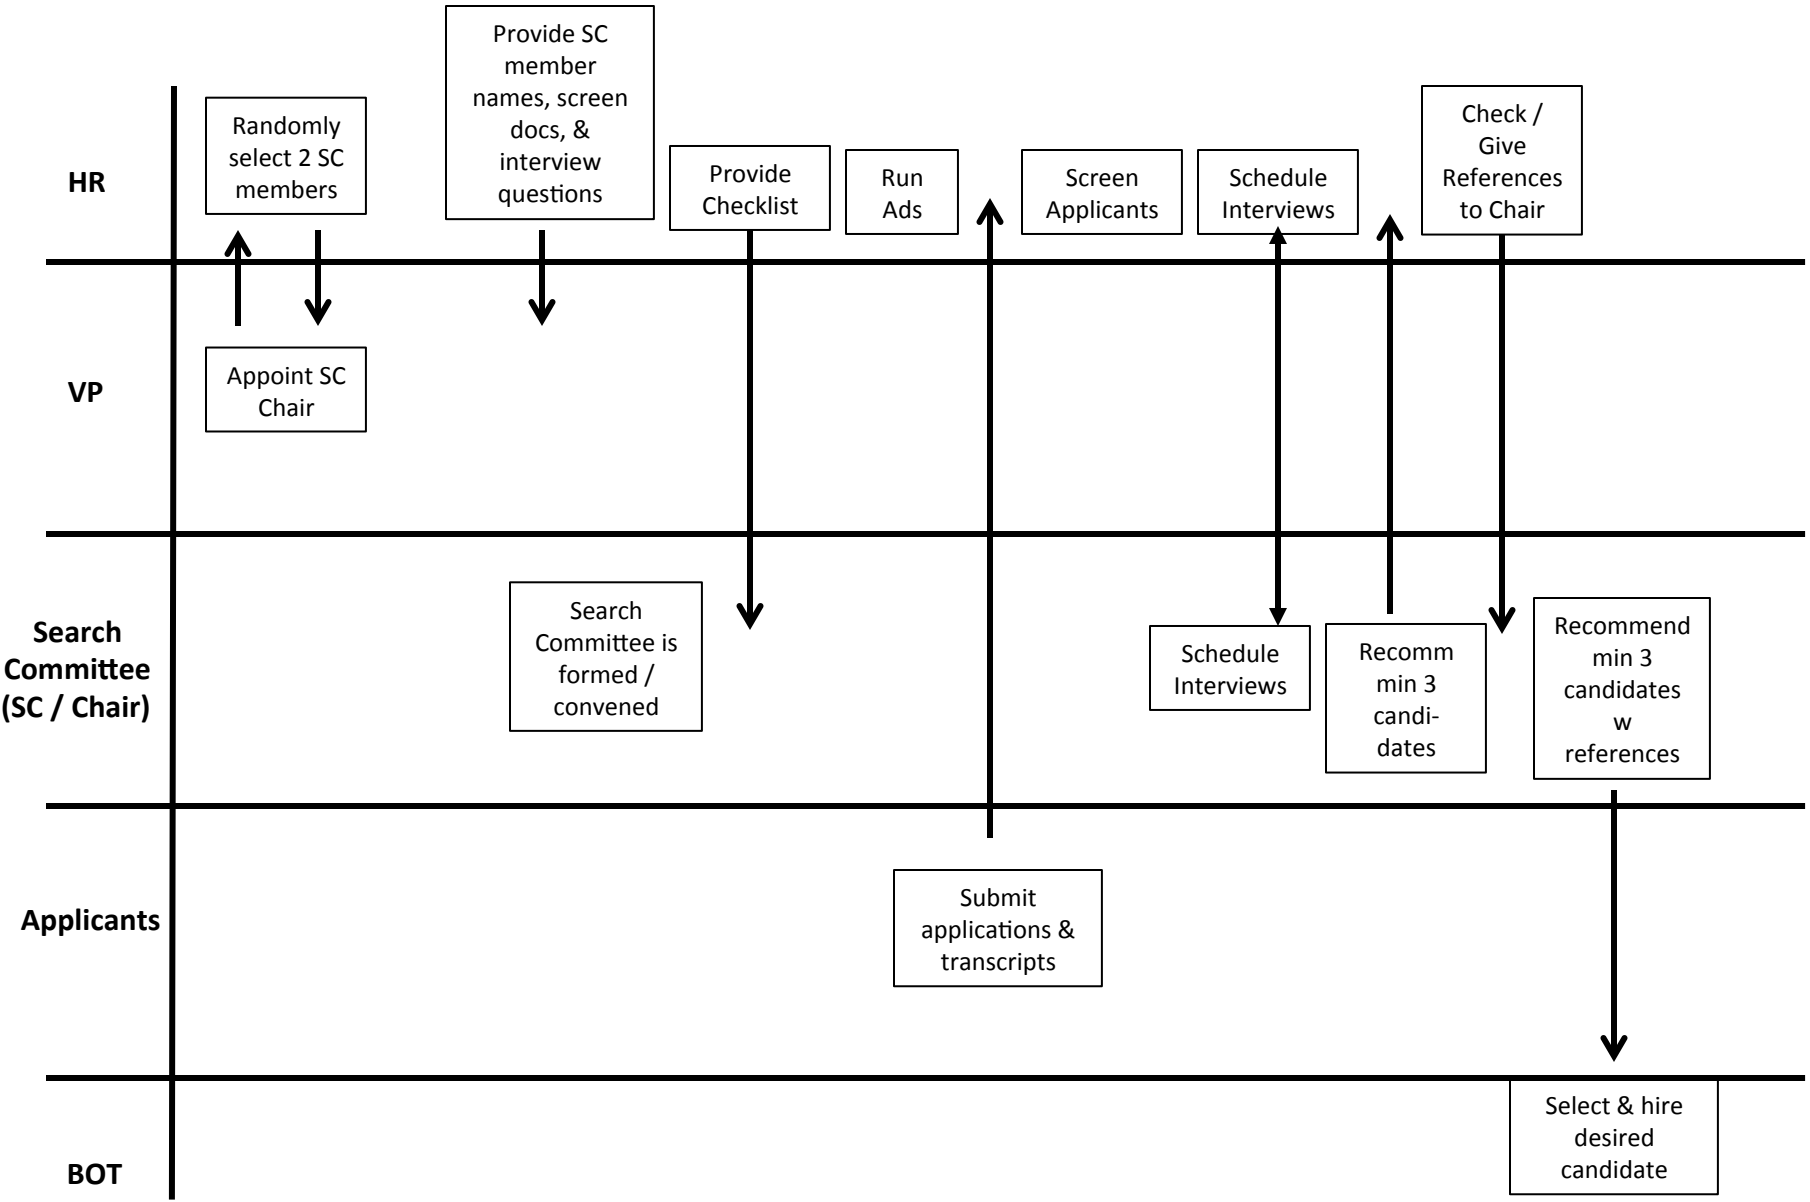 HR
Randomly
select 2 SC
members
Provide SC
member
names, screen
docs, &
interview
questions
Provide
Checklist
Run
Ads
Screen
Applicants
Schedule
Interviews
Check /
Give
References
to Chair
VP
Appoint SC
Chair
Search
Committee
(SC / Chair)
Search
Committee is
formed /
convened
Schedule
Interviews
Recomm
min 3
candi-
dates
Recommend
min 3
candidates
w
references
Applicants
Submit
applications &
transcripts
BOT
Select & hire
desired
candidate